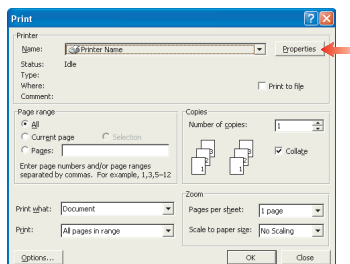 Print
Printer
Name: Printer Name Properties
Status: Idle
Type:
Where: Print to file
Comment:
Page range Copies
All Number of copies: 1
Current page Selection
Pages: Collate
Enter page numbers and/or page ranges
separated by commas. For example, 1,3,5–12
Print what: Document
Print: All pages in range
Zoom
Pages per sheet: 1 page
Scale to paper size: No Scaling
Options... OK Close